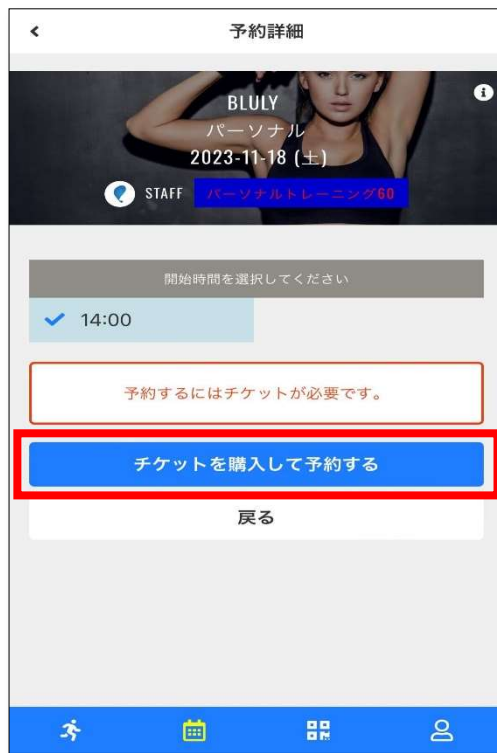 予約詳細
BLULY
パーソナル
2023-11-18 (土)
STAFF パーソナルトレーニング60
開始時間を選択してください
14:00
予約するにはチケットが必要です。
チケットを購入して予約する
戻る